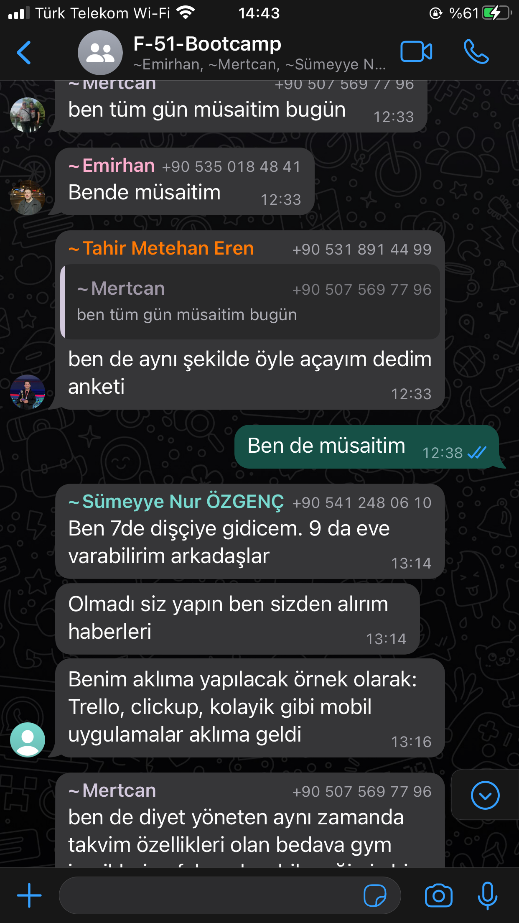 Türk Telekom Wi-Fi 14:43 %61
F-51-Bootcamp
~Emirhan, ~Mertcan, ~Sümeyye N...
~Mertcan +90 507 569 77 96
ben tüm gün müsaitim bugün 12:33
~Emirhan +90 535 018 48 41
Bende müsaitim 12:33
~Tahir Metehan Eren +90 531 891 44 99
~Mertcan +90 507 569 77 96
ben tüm gün müsaitim bugün
ben de aynı şekilde öyle açayım dedim
anketi 12:33
Ben de müsaitim 12:38
~Sümeyye Nur ÖZGENÇ +90 541 248 06 10
Ben 7de dişçiye gidicem. 9 da eve
varabilirim arkadaşlar 13:14
Olmadı siz yapın ben sizden alırım
haberleri 13:14
Benim aklıma yapılacak örnek olarak:
Trello, clickup, kolayik gibi mobil
uygulamalar aklıma geldi 13:16
~Mertcan +90 507 569 77 96
ben de diyet yöneten aynı zamanda
takvim özellikleri olan bedava gym